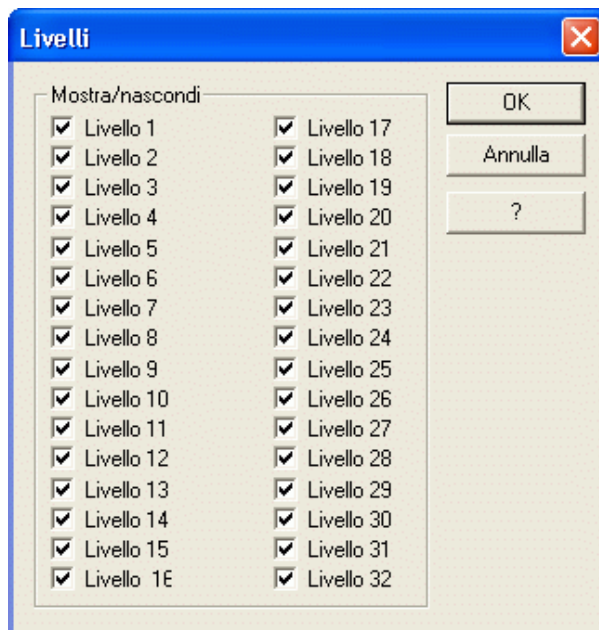 Livelli
Mostra/nascondi
Livello 1
Livello 2
Livello 3
Livello 4
Livello 5
Livello 6
Livello 7
Livello 8
Livello 9
Livello 10
Livello 11
Livello 12
Livello 13
Livello 14
Livello 15
Livello 16
Livello 17
Livello 18
Livello 19
Livello 20
Livello 21
Livello 22
Livello 23
Livello 24
Livello 25
Livello 26
Livello 27
Livello 28
Livello 29
Livello 30
Livello 31
Livello 32
OK
Annulla
?